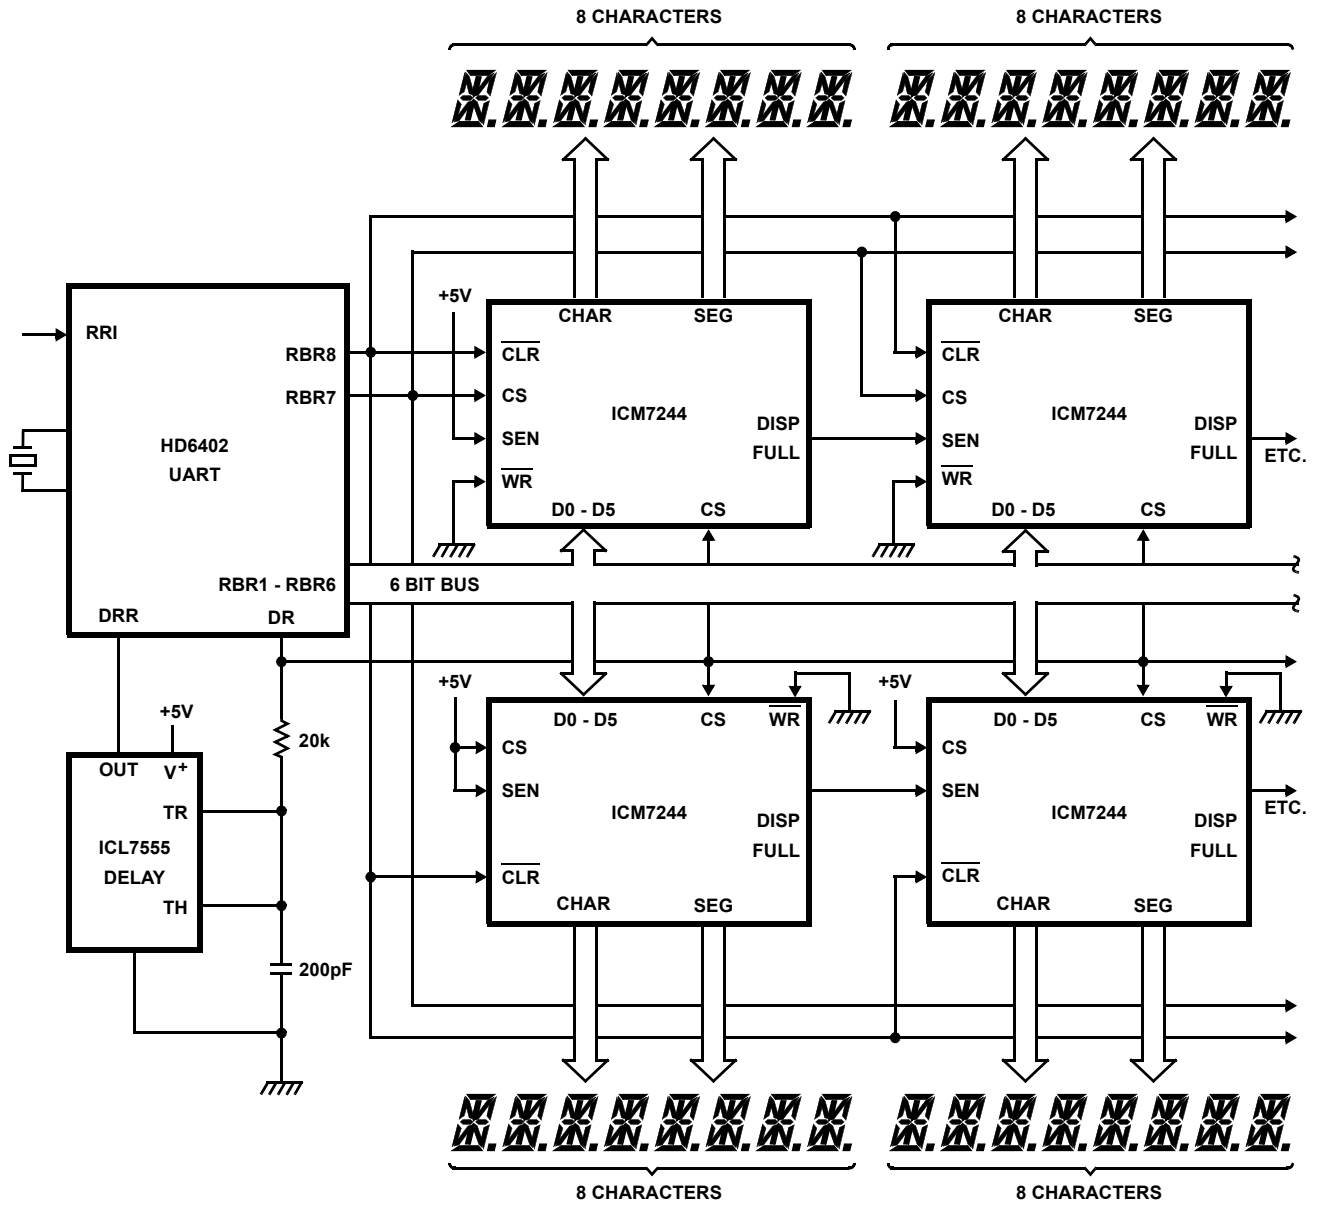 8 CHARACTERS
8 CHARACTERS
+5V
RRI
RBR8
RBR7
HD6402
UART
RBR1 - RBR6
DRR
DR
6 BIT BUS
CHAR
SEG
CLR
CS
SEN
WR
ICM7244
DISP
FULL
D0 - D5
CS
CHAR
SEG
CLR
CS
SEN
WR
ICM7244
DISP
FULL
D0 - D5
CS
ETC.
+5V
20k
+5V
OUT
V+
TR
ICL7555
DELAY
TH
200pF
D0 - D5
CS
WR
CS
SEN
ICM7244
DISP
FULL
CLR
CHAR
SEG
+5V
D0 - D5
CS
WR
CS
SEN
ICM7244
DISP
FULL
CLR
CHAR
SEG
ETC.
8 CHARACTERS
8 CHARACTERS